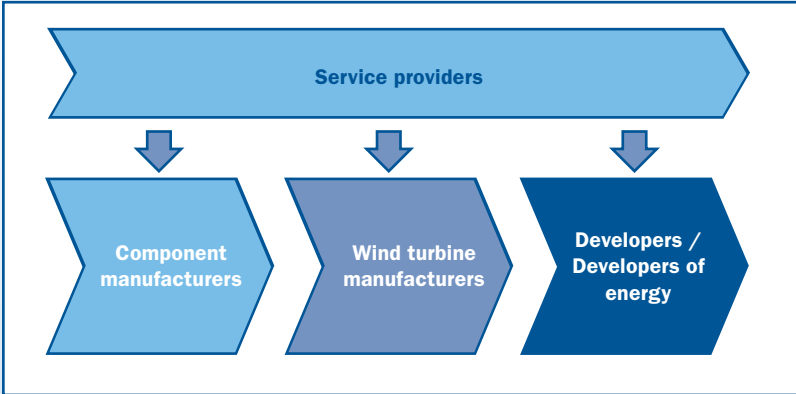 Service providers
Component
manufacturers
Wind turbine
manufacturers
Developers /
Developers of
energy